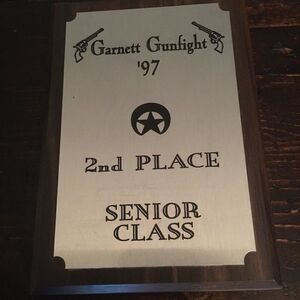 Garnett Gunfight
'97
2nd PLACE
SENIOR
CLASS